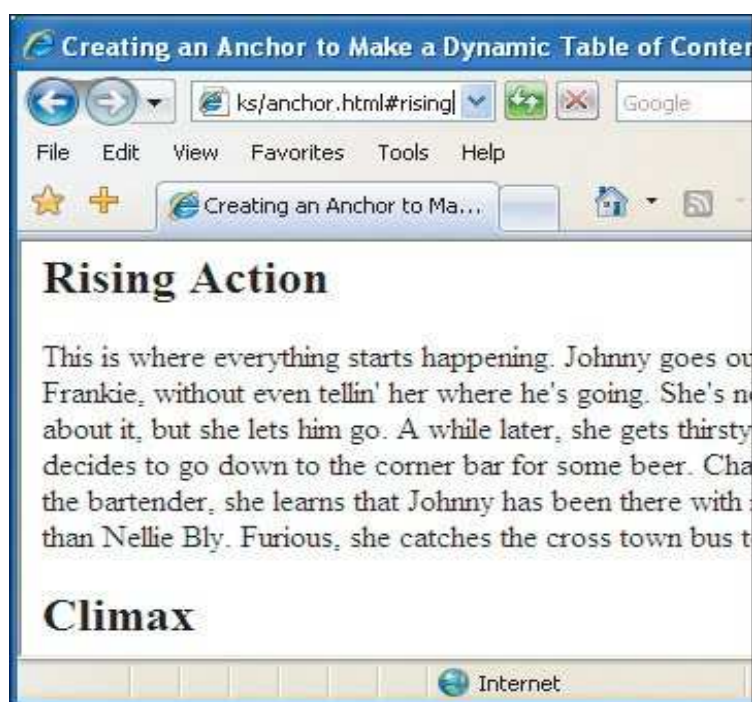 Creating an Anchor to Make a Dynamic Table of Conter
ks/anchor.html#rising
Google
File Edit View Favorites Tools Help
Creating an Anchor to Ma...
Rising Action
This is where everything starts happening. Johnny goes ou
Frankie, without even tellin' her where he's going. She's no
about it, but she lets him go. A while later, she gets thirsty
decides to go down to the corner bar for some beer. Cha
the bartender, she learns that Johnny has been there with
than Nellie Bly. Furious, she catches the cross town bus t
Climax
Internet